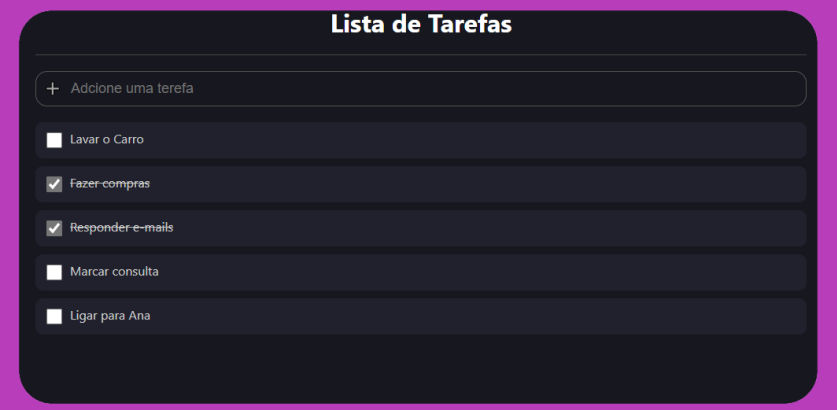 Lista de Tarefas
Adcione uma terefa
Lavar o Carro
Fazer compras
Responder e-mails
Marcar consulta
Ligar para Ana